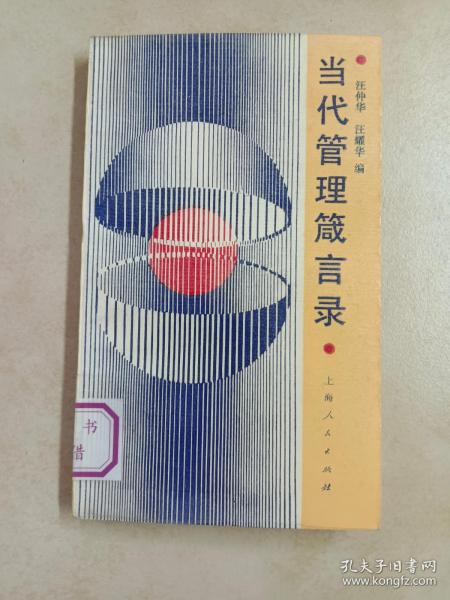 当代管理箴言录
汪仲华 汪耀华 编
上海人民出版社
书
借
孔夫子旧书网
www.kongfz.com